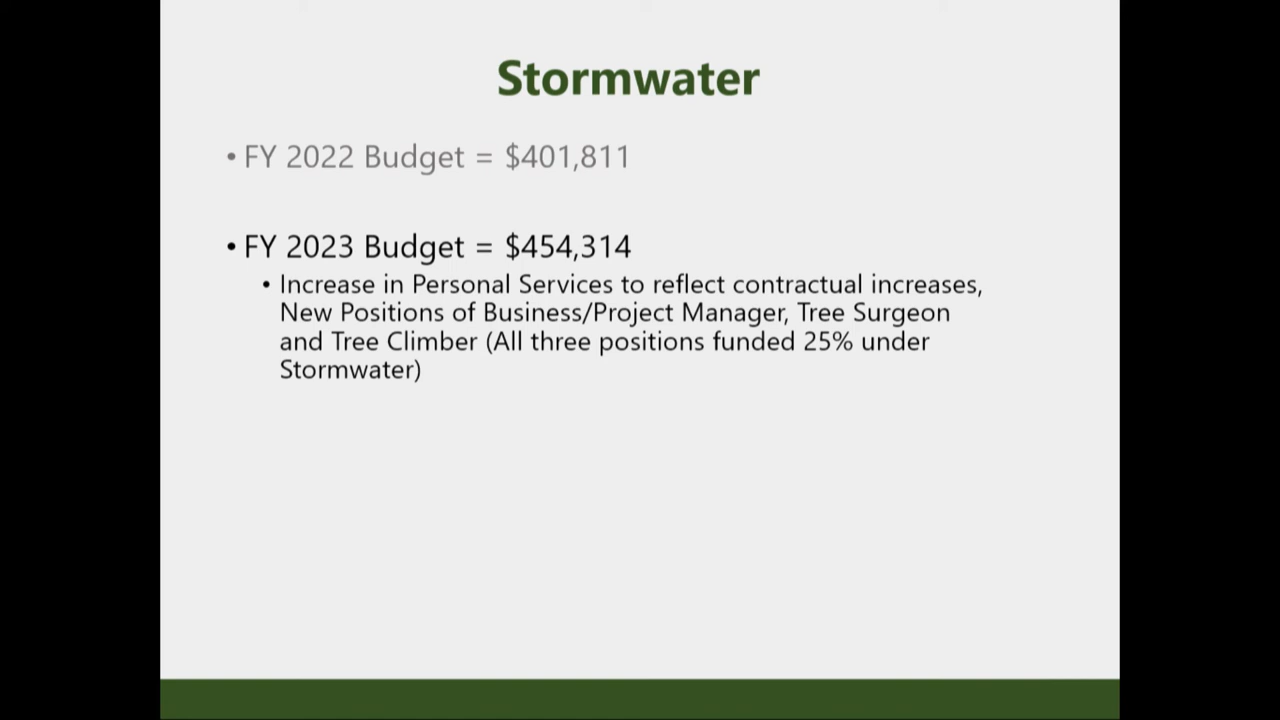 Stormwater
• FY 2022 Budget = $401,811
• FY 2023 Budget = $454,314
• Increase in Personal Services to reflect contractual increases,
New Positions of Business/Project Manager, Tree Surgeon
and Tree Climber (All three positions funded 25% under
Stormwater)